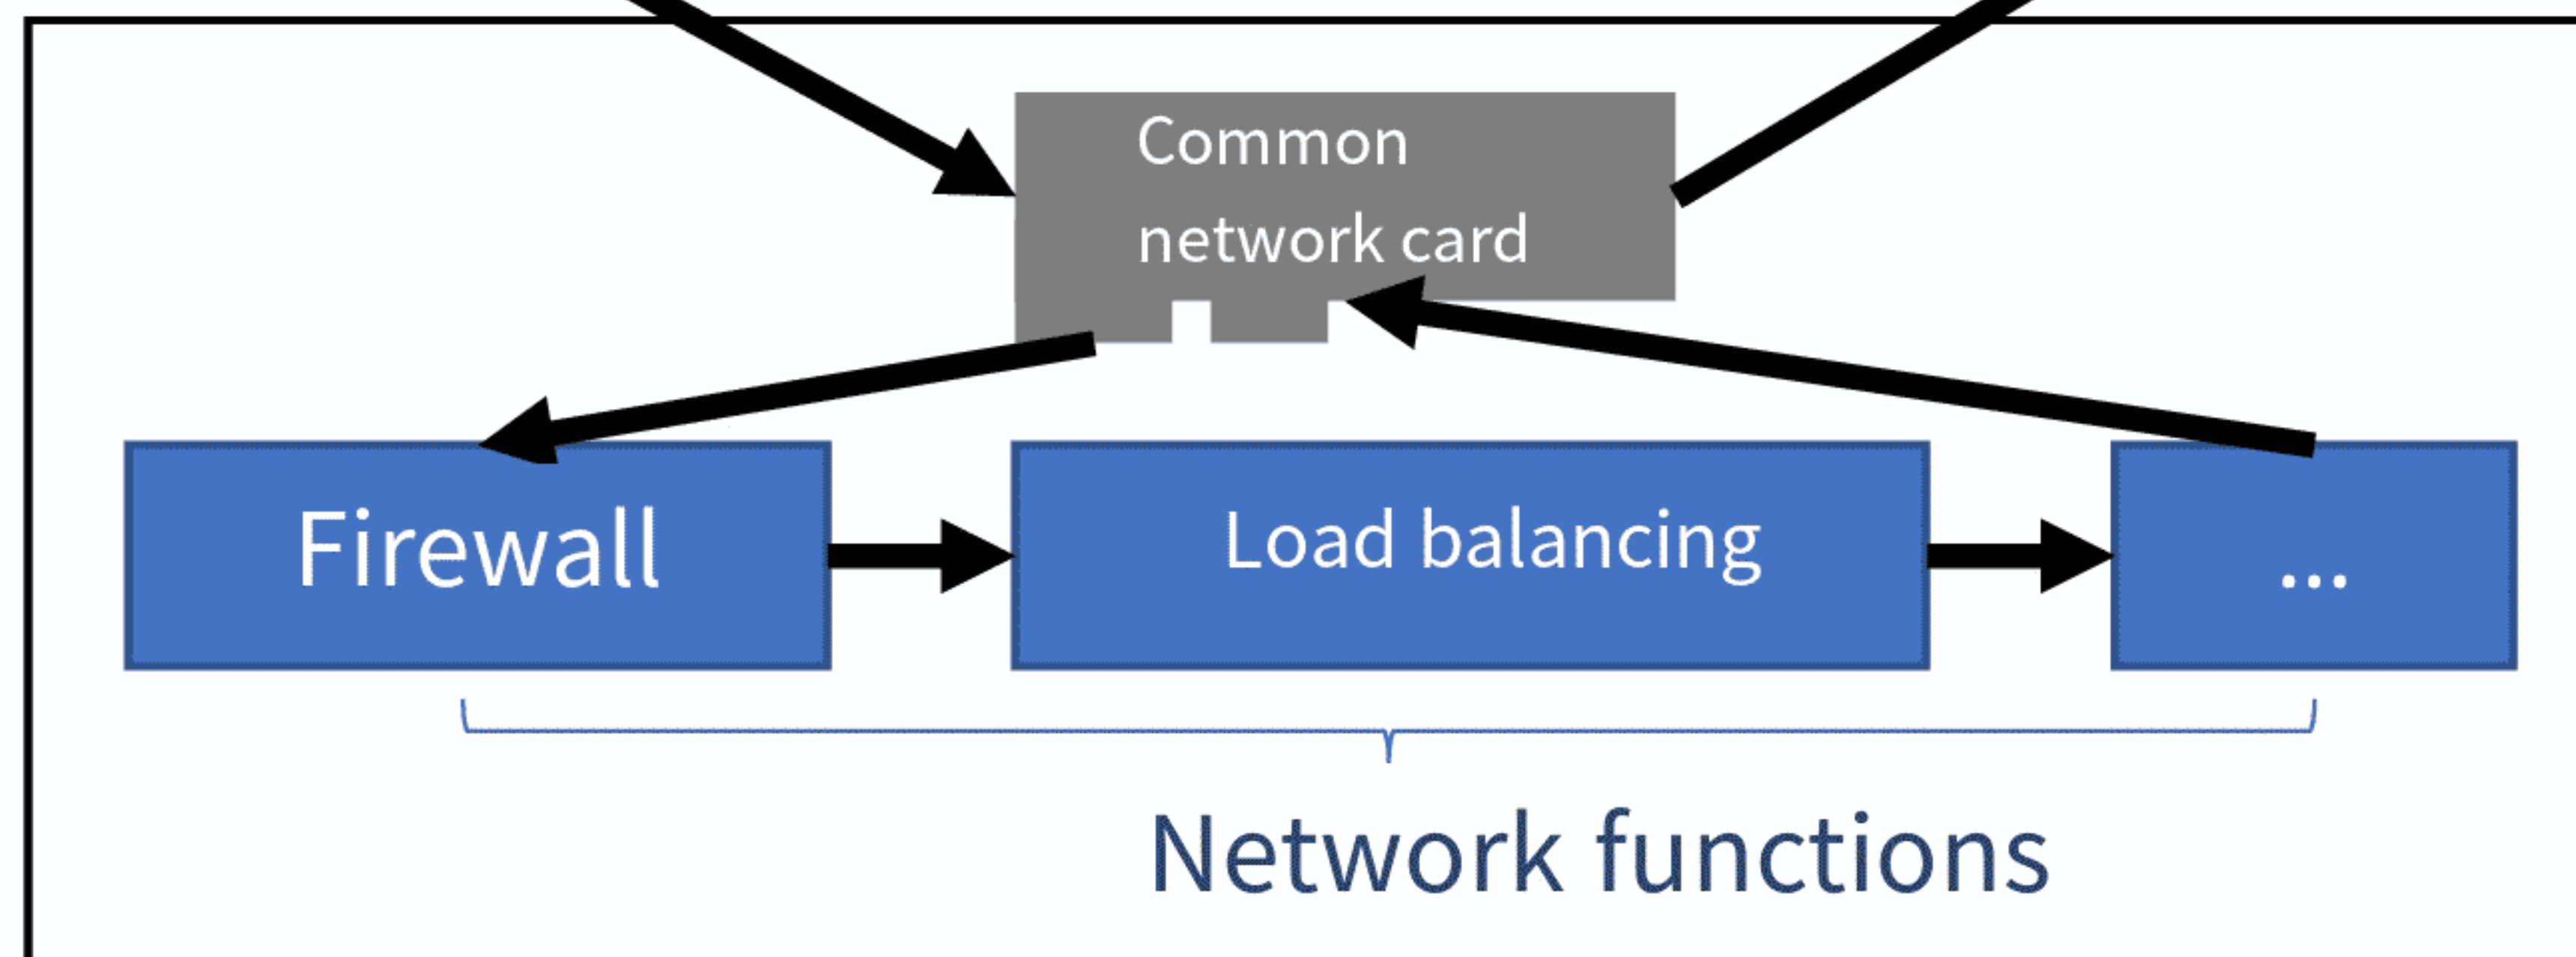 Common
network card
Firewall
Load balancing
...
Network functions